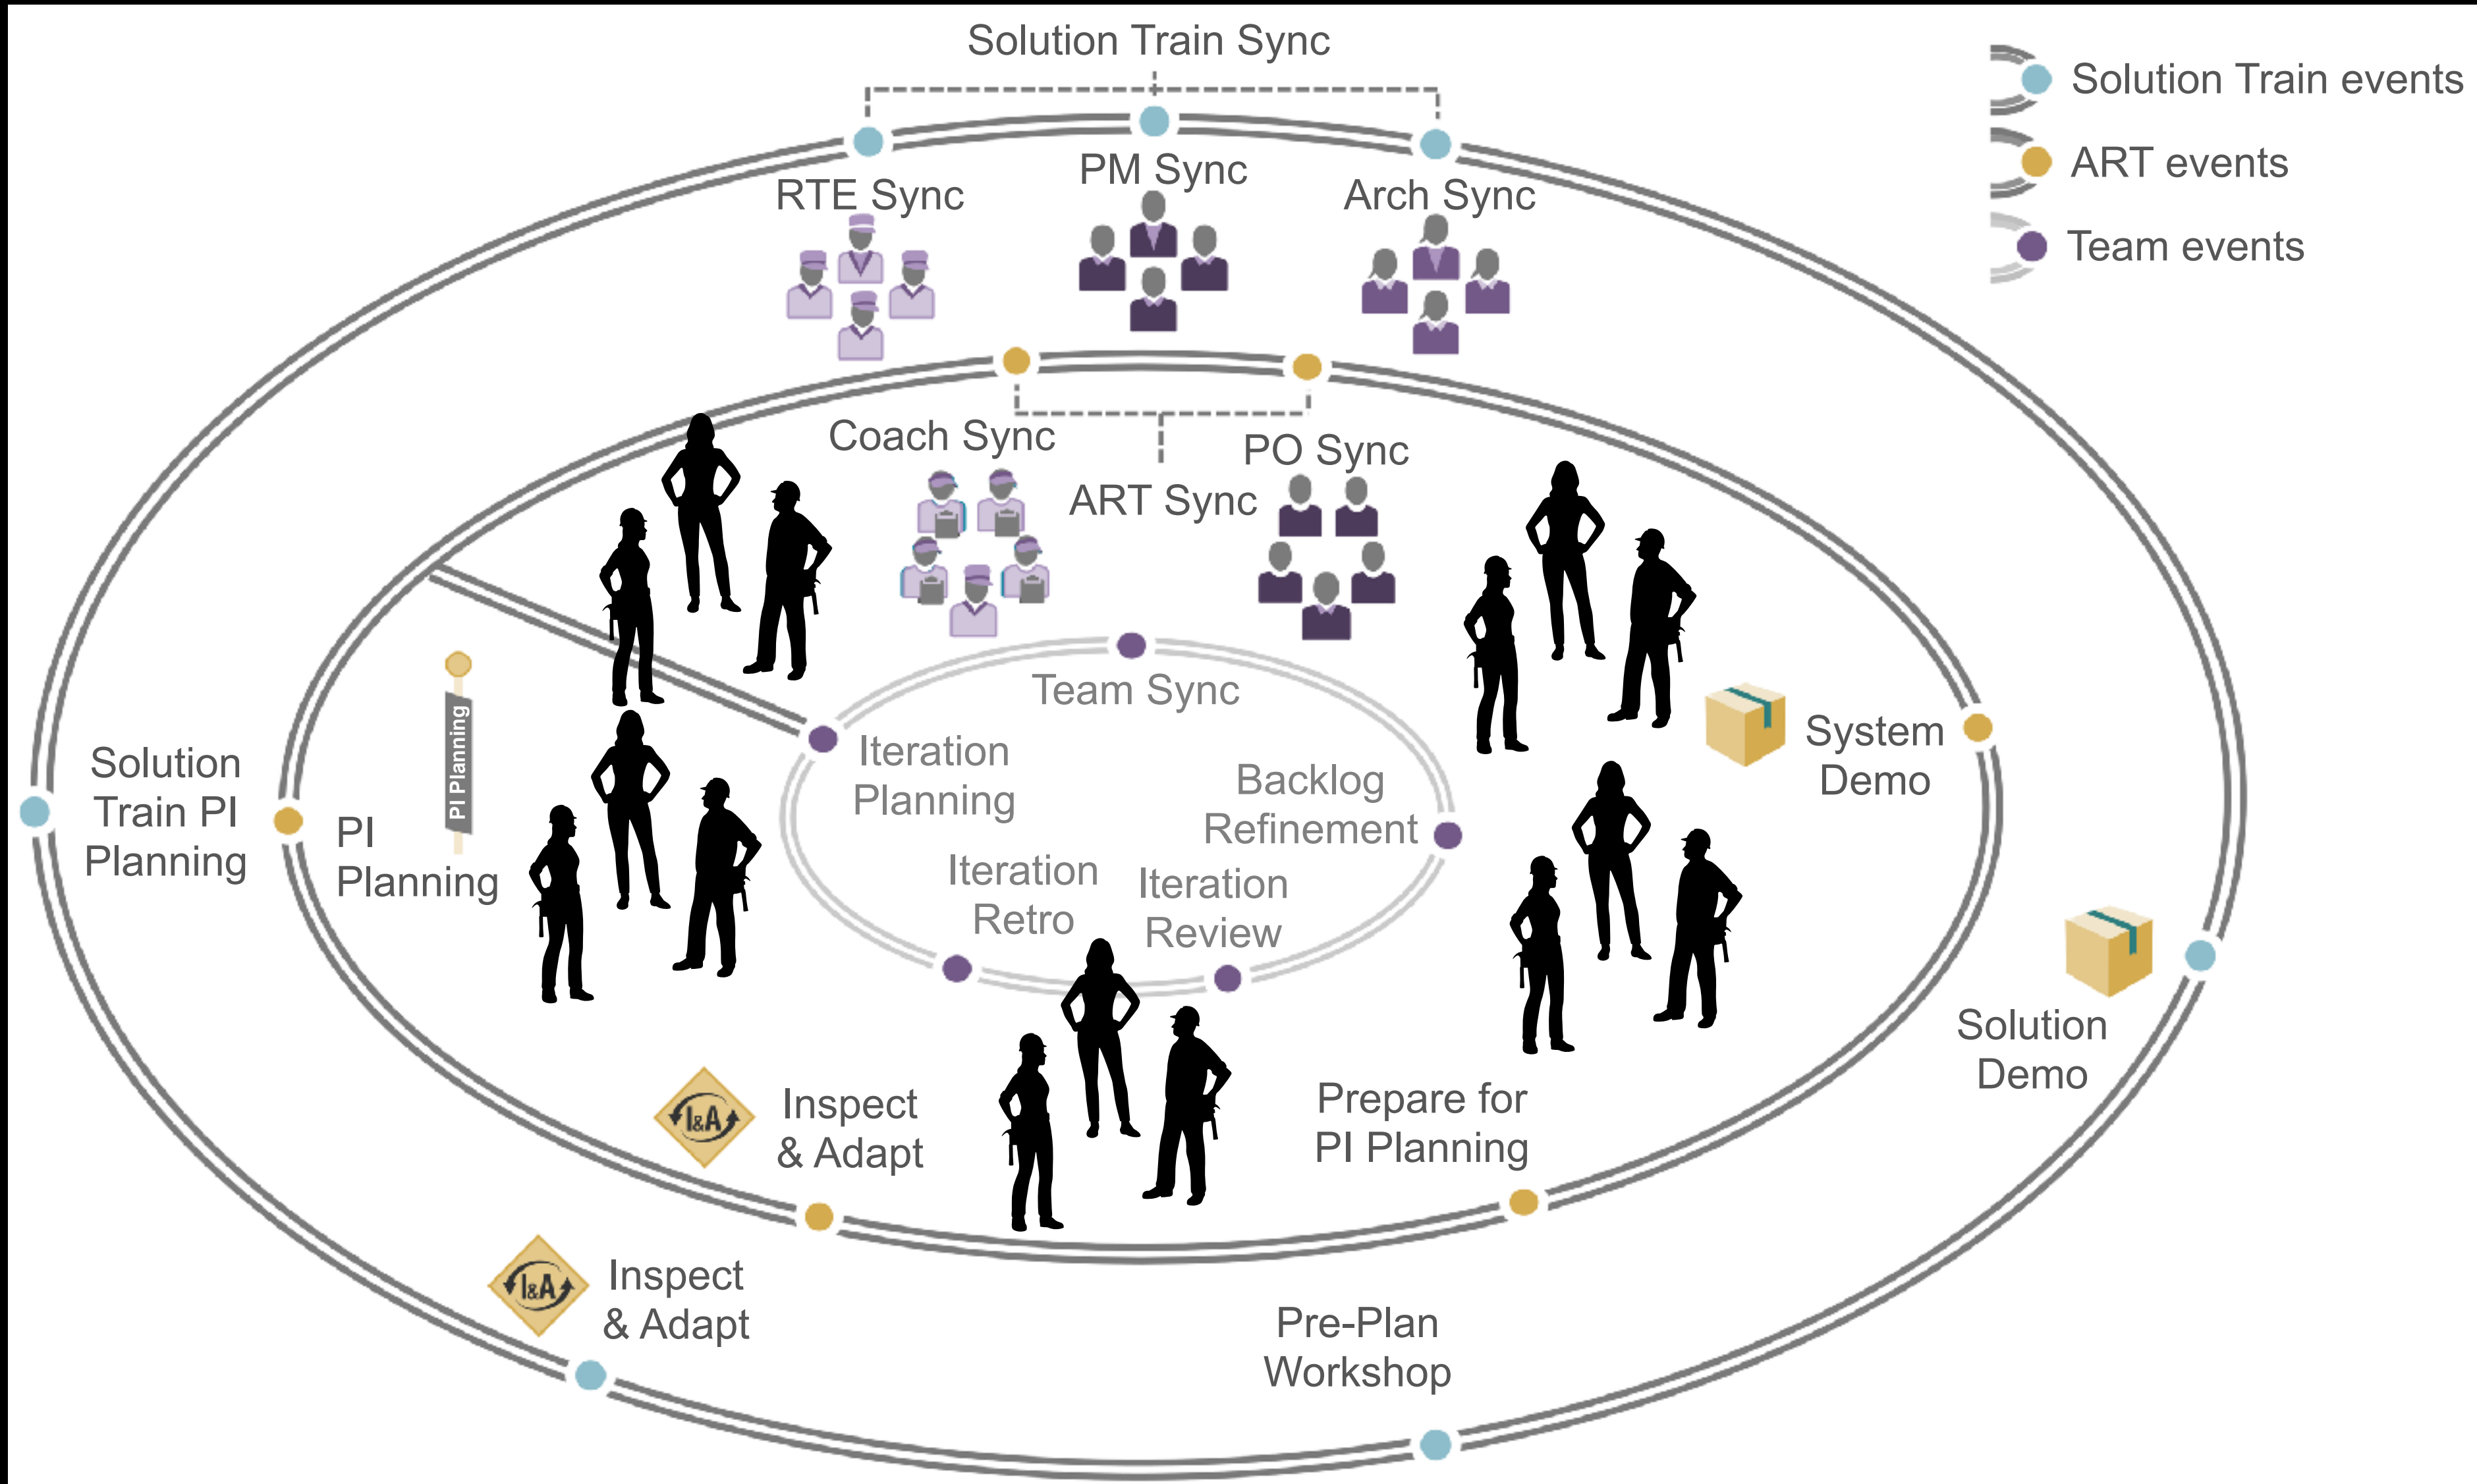 Solution Train Sync
Solution Train events
ART events
Team events
RTE Sync
PM Sync
Arch Sync
Coach Sync
PO Sync
ART Sync
Team Sync
Iteration
Planning
Backlog
Refinement
Iteration
Retro
Iteration
Review
PI Planning
PI
Planning
Solution
Train PI
Planning
System
Demo
Solution
Demo
I&A
Inspect
& Adapt
Prepare for
PI Planning
I&A
Inspect
& Adapt
Pre-Plan
Workshop